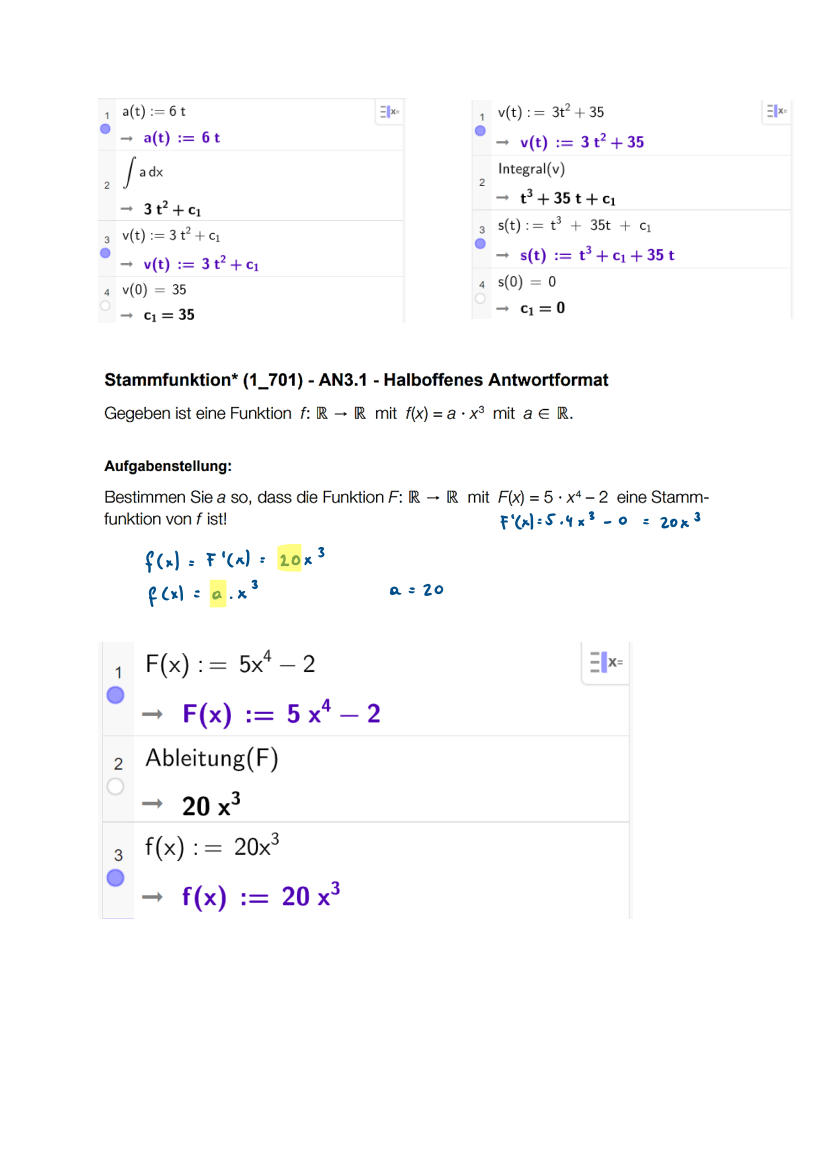 1 a(t) := 6 t
→ a(t) := 6 t
2 ∫ a dx
→ 3 t² + c₁
3 v(t) := 3 t² + c₁
→ v(t) := 3 t² + c₁
4 v(0) = 35
→ c₁ = 35
1 v(t) := 3t² + 35
→ v(t) := 3 t² + 35
2 Integral(v)
→ t³ + 35 t + c₁
3 s(t) := t³ + 35t + c₁
→ s(t) := t³ + c₁ + 35 t
4 s(0) = 0
→ c₁ = 0
Stammfunktion* (1_701) - AN3.1 - Halboffenes Antwortformat
Gegeben ist eine Funktion f: ℝ → ℝ mit f(x) = a · x³ mit a ∈ ℝ.
Aufgabenstellung:
Bestimmen Sie a so, dass die Funktion F: ℝ → ℝ mit F(x) = 5 · x⁴ – 2 eine Stamm-
funktion von f ist!
F'(x) = 5 · 4x³ - 0 = 20x³
f(x) = F'(x) = 20x³
f(x) = a · x³
a = 20
1 F(x) := 5x⁴ – 2
→ F(x) := 5 x⁴ – 2
2 Ableitung(F)
→ 20 x³
3 f(x) := 20x³
→ f(x) := 20 x³